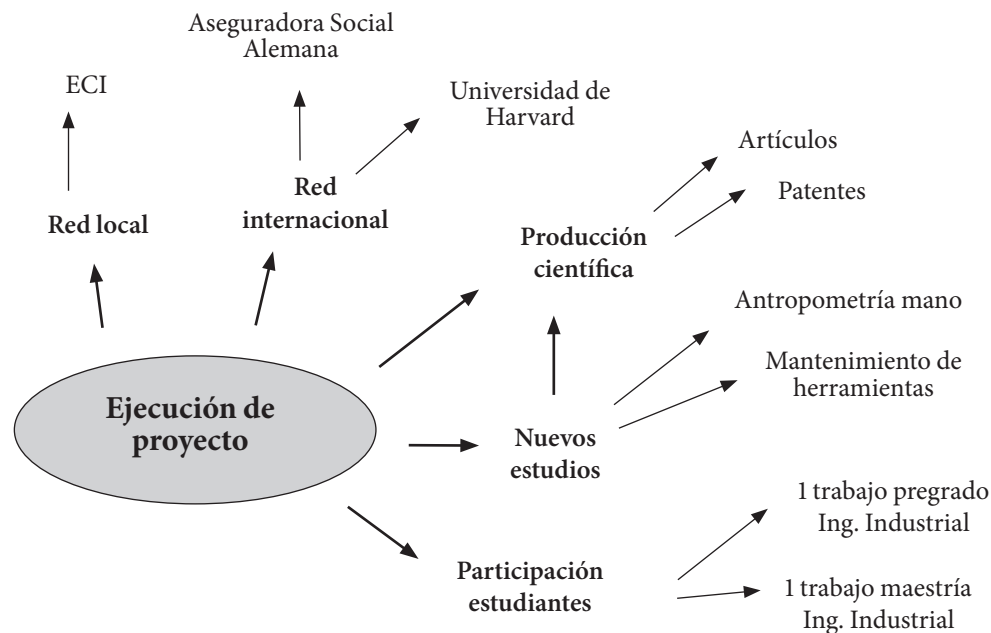 Aseguradora Social
Alemana
ECI
Universidad de
Harvard
Artículos
Patentes
Red
internacional
Red local
Producción
científica
Antropometría mano
Mantenimiento de
herramientas
Ejecución de
proyecto
Nuevos
estudios
1 trabajo pregrado
Ing. Industrial
Participación
estudiantes
1 trabajo maestría
Ing. Industrial